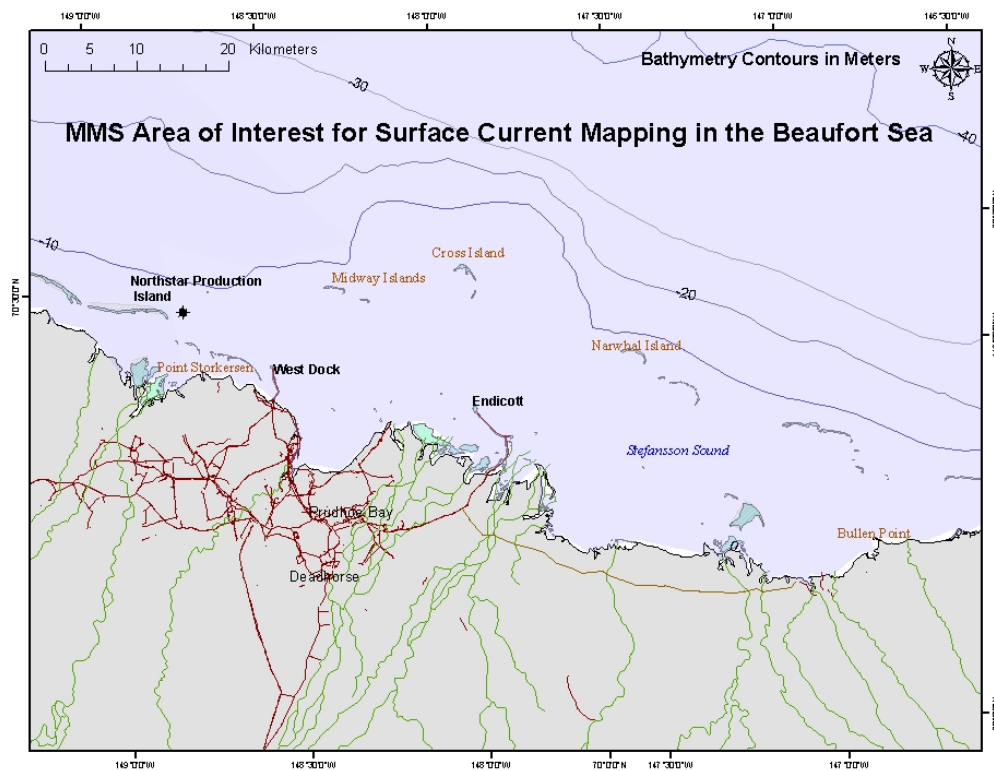 149°0'0"W 148°30'0"W 148°0'0"W 147°30'0"W 147°0'0"W 146°30'0"W
0 5 10 20 Kilometers
Bathymetry Contours in Meters
N
W E
S
-30
MMS Area of Interest for Surface Current Mapping in the Beaufort Sea
-40
-10
Cross Island
Midway Islands
Northstar Production
Island
-20
70°30'0"N
Narwhal Island
Point Storkersen
West Dock
Endicott
Stefansson Sound
Prudhoe Bay
Bullen Point
Deadhorse
149°0'0"W 148°30'0"W 148°0'0"W 70°0'0"N 147°30'0"W 147°0'0"W